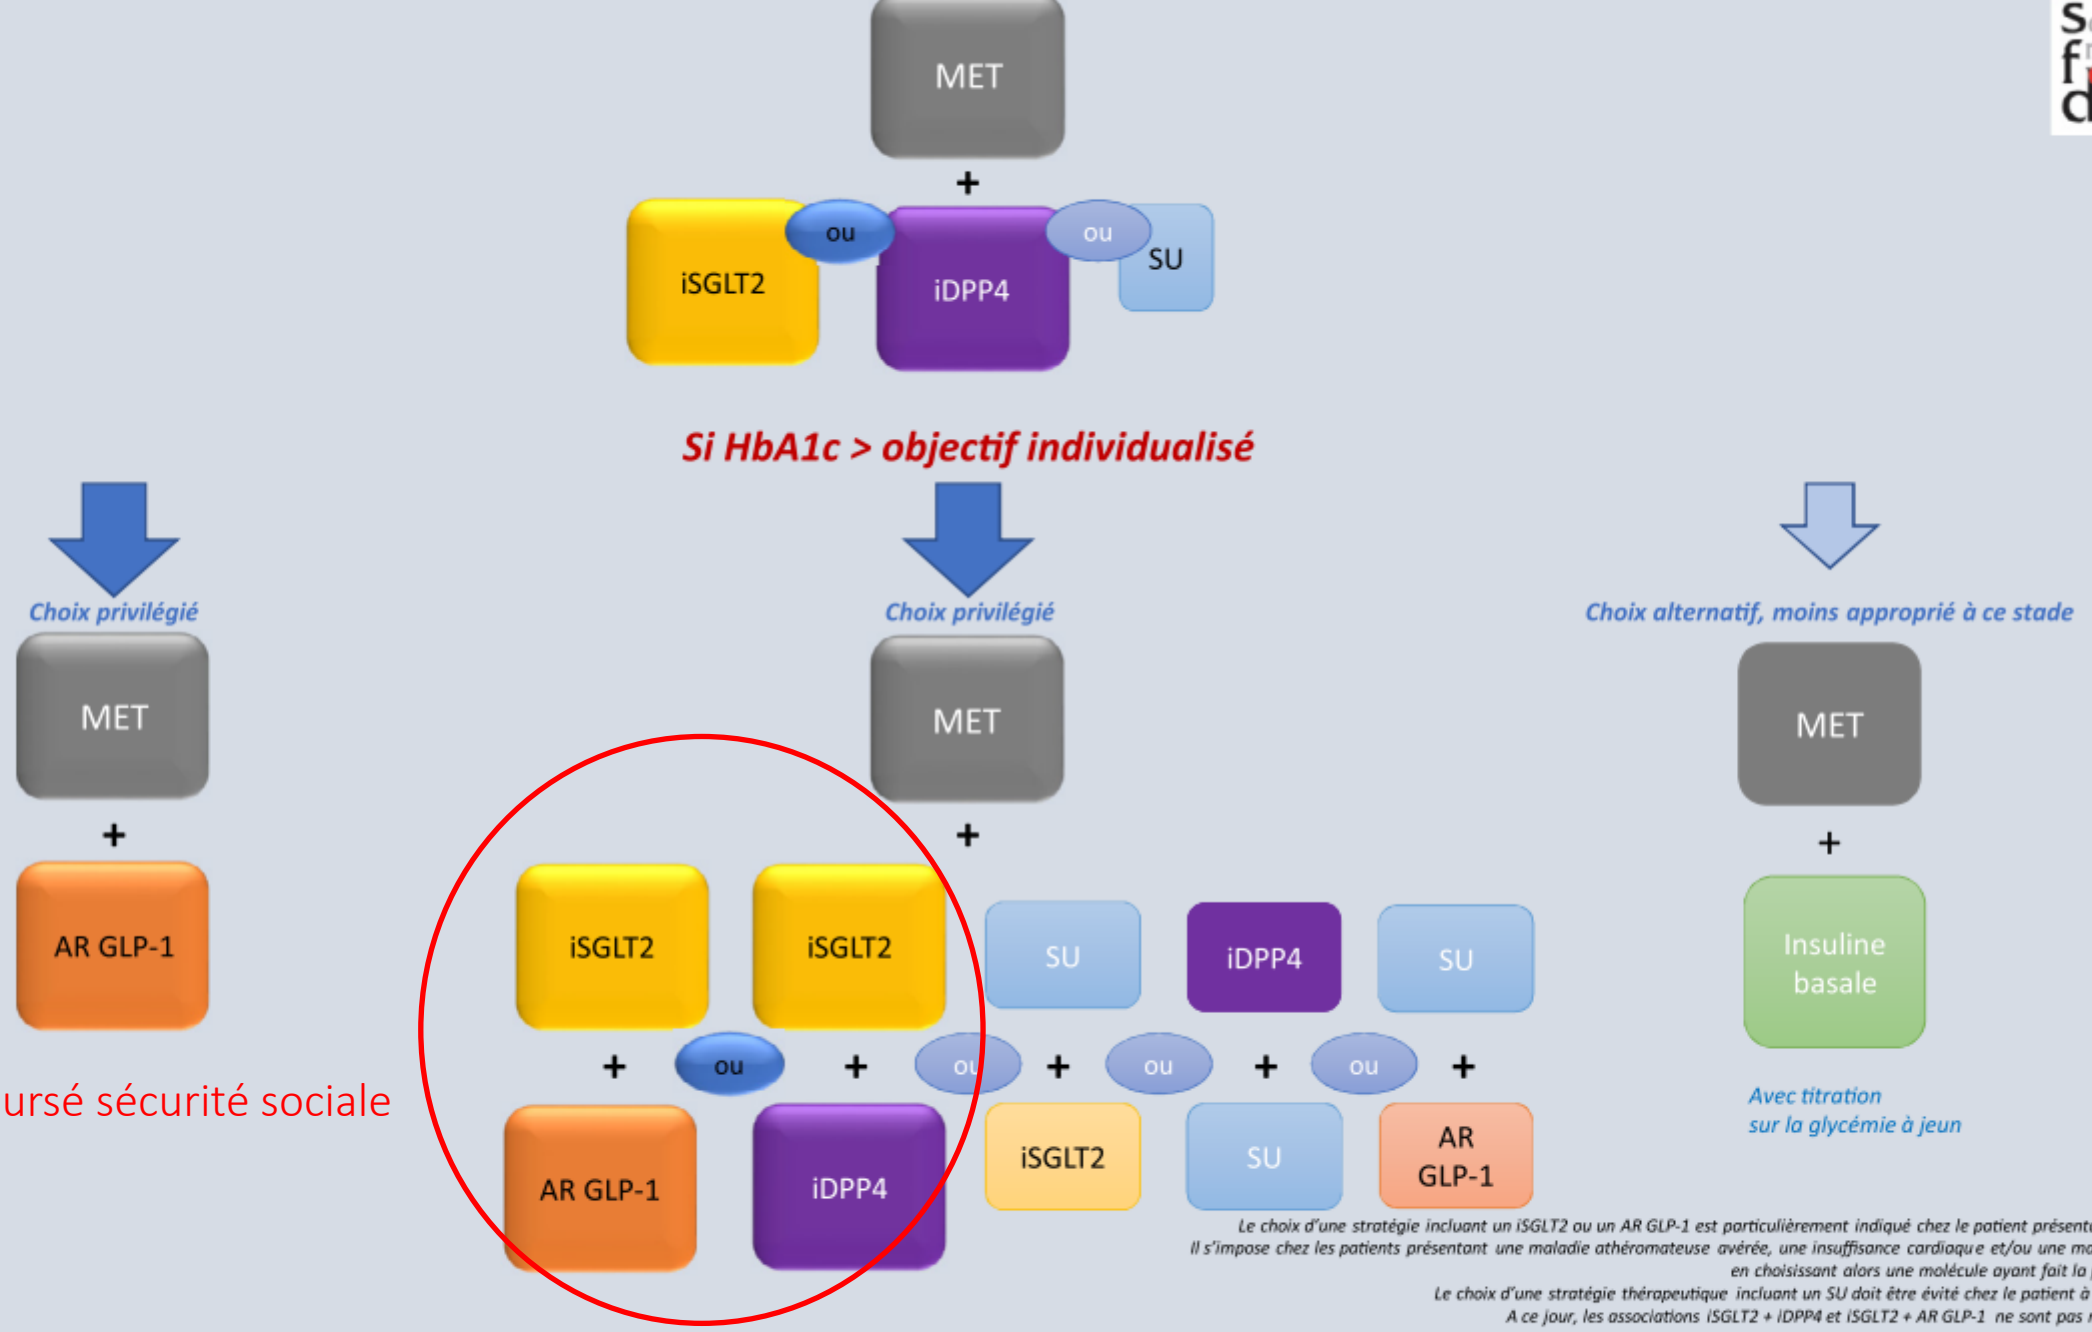 MET
+
iSGLT2
ou
iDPP4
ou
SU
Si HbA1c > objectif individualisé
Choix privilégié
Choix privilégié
Choix alternatif, moins approprié à ce stade
MET
MET
MET
+
+
+
AR GLP-1
iSGLT2
iSGLT2
SU
iDPP4
SU
Insuline
basale
+
ou
+
ou
+
ou
+
ou
+
ursé sécurité sociale
Avec titration
sur la glycémie à jeun
AR GLP-1
iDPP4
iSGLT2
SU
AR
GLP-1
Le choix d'une stratégie incluant un iSGLT2 ou un AR GLP-1 est particulièrement indiqué chez le patient
Il s'impose chez les patients présentant une maladie athéromateuse avérée, une insuffisance cardiaque et/ou une
en choisissant alors une molécule ayant fait la
Le choix d'une stratégie thérapeutique incluant un SU doit être évité chez le patient à
A ce jour, les associations iSGLT2 + iDPP4 et iSGLT2 + AR GLP-1 ne sont pas